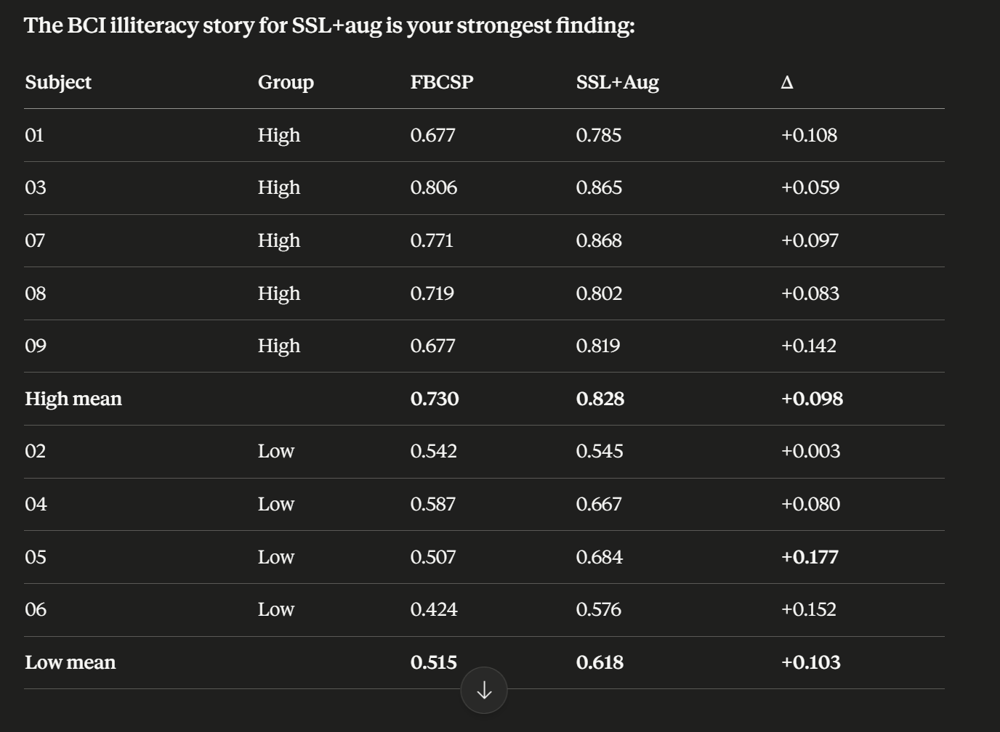 The BCI illiteracy story for SSL+aug is your strongest finding:
Subject Group FBCSP SSL+Aug Δ
01 High 0.677 0.785 +0.108
03 High 0.806 0.865 +0.059
07 High 0.771 0.868 +0.097
08 High 0.719 0.802 +0.083
09 High 0.677 0.819 +0.142
High mean 0.730 0.828 +0.098
02 Low 0.542 0.545 +0.003
04 Low 0.587 0.667 +0.080
05 Low 0.507 0.684 +0.177
06 Low 0.424 0.576 +0.152
Low mean 0.515 0.618 +0.103